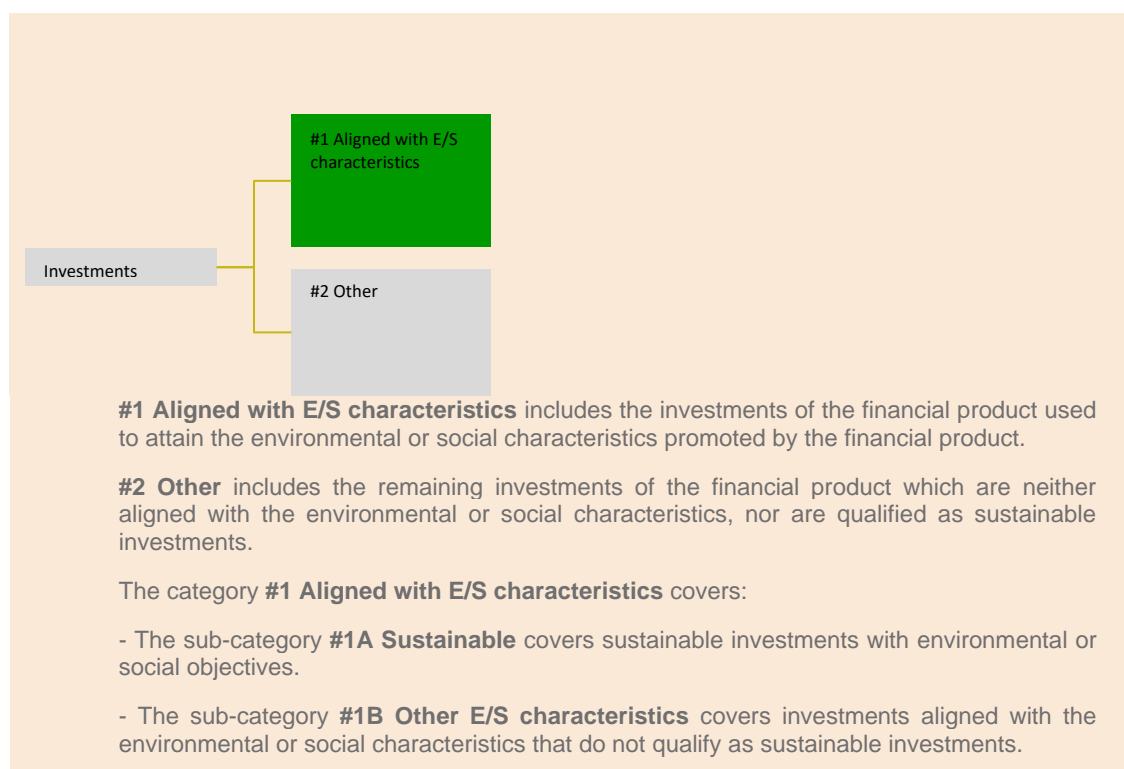 #1 Aligned with E/S
characteristics
Investments
#2 Other
#1 Aligned with E/S characteristics includes the investments of the financial product used
to attain the environmental or social characteristics promoted by the financial product.
#2 Other includes the remaining investments of the financial product which are neither
aligned with the environmental or social characteristics, nor are qualified as sustainable
investments.
The category #1 Aligned with E/S characteristics covers:
- The sub-category #1A Sustainable covers sustainable investments with environmental or
social objectives.
- The sub-category #1B Other E/S characteristics covers investments aligned with the
environmental or social characteristics that do not qualify as sustainable investments.